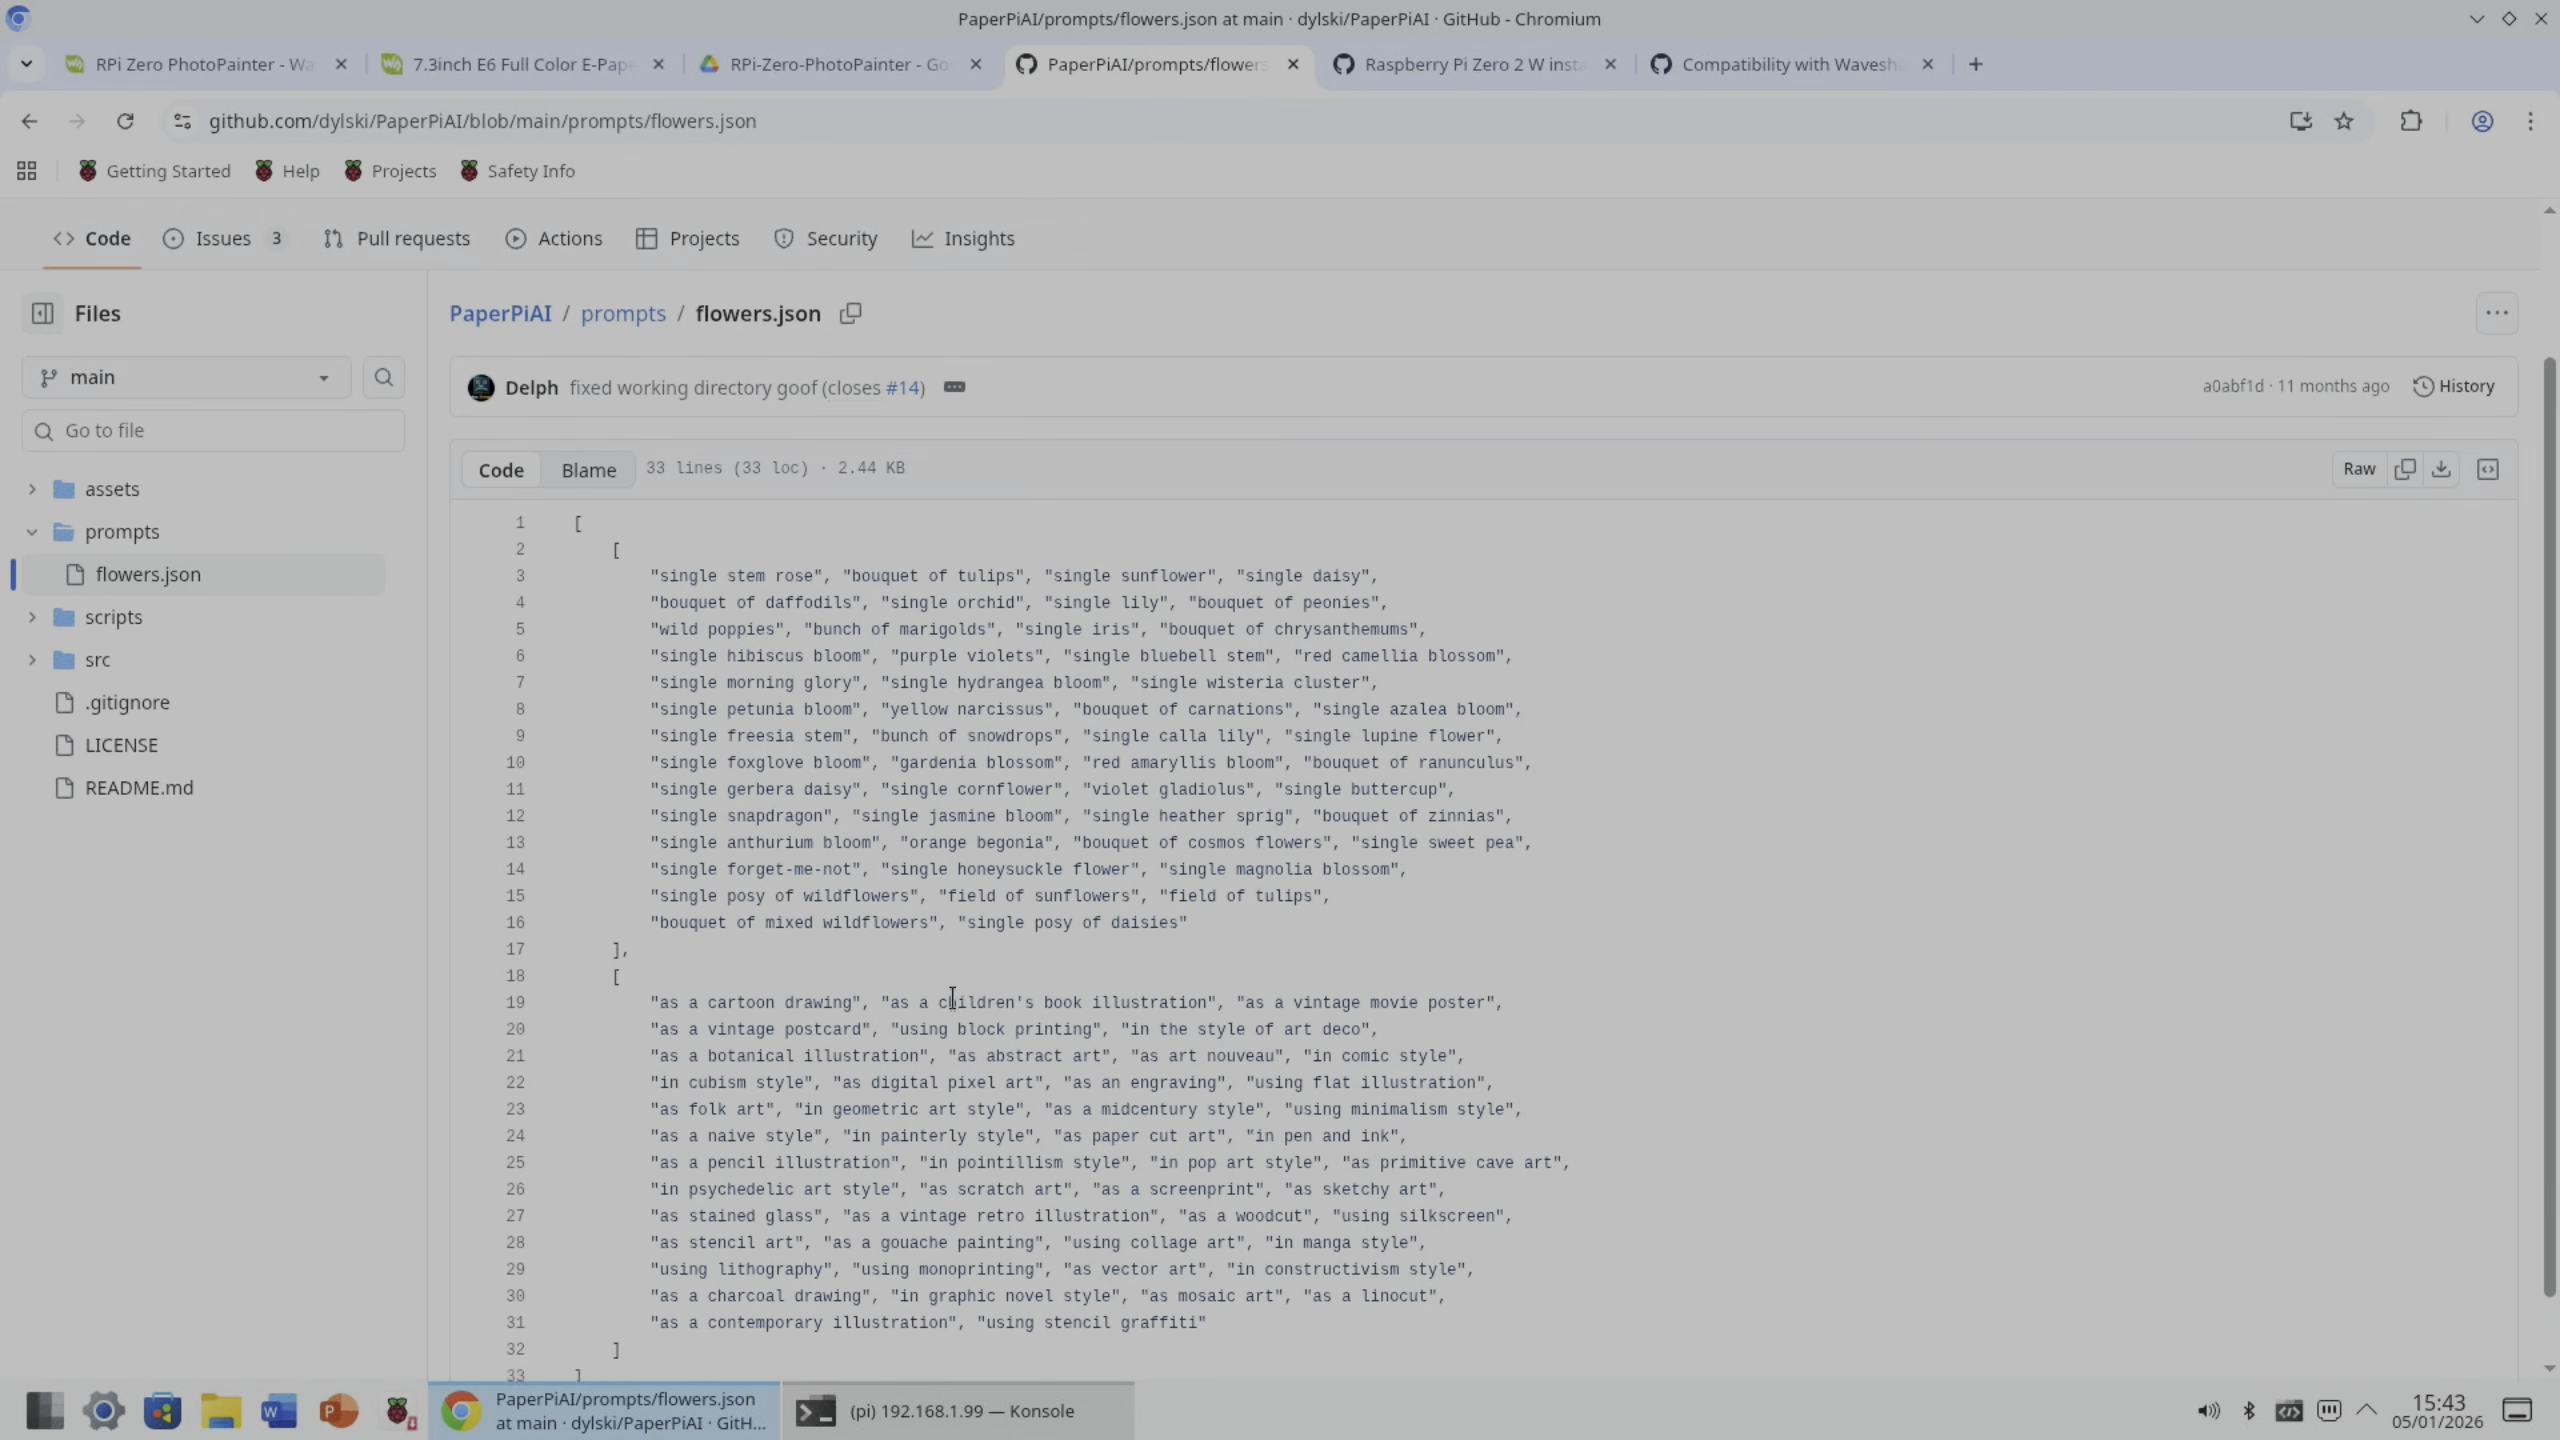 PaperPiAI/prompts/flowers.json at main · dylski/PaperPiAI · GitHub - Chromium
RPi Zero PhotoPainter - Wa
7.3inch E6 Full Color E-Pape
RPi-Zero-PhotoPainter - Go
PaperPiAI/prompts/flowers
Raspberry Pi Zero 2 W insta
Compatibility with Wavesh
github.com/dylski/PaperPiAI/blob/main/prompts/flowers.json
Getting Started
Help
Projects
Safety Info
Code
Issues 3
Pull requests
Actions
Projects
Security
Insights
Files
PaperPiAI / prompts / flowers.json
main
Delph fixed working directory goof (closes #14)
a0abf1d · 11 months ago
History
Go to file
Code
Blame
33 lines (33 loc) · 2.44 KB
Raw
assets
prompts
flowers.json
scripts
src
.gitignore
LICENSE
README.md
1 [
2 [
3 "single stem rose", "bouquet of tulips", "single sunflower", "single daisy",
4 "bouquet of daffodils", "single orchid", "single lily", "bouquet of peonies",
5 "wild poppies", "bunch of marigolds", "single iris", "bouquet of chrysanthemums",
6 "single hibiscus bloom", "purple violets", "single bluebell stem", "red camellia blossom",
7 "single morning glory", "single hydrangea bloom", "single wisteria cluster",
8 "single petunia bloom", "yellow narcissus", "bouquet of carnations", "single azalea bloom",
9 "single freesia stem", "bunch of snowdrops", "single calla lily", "single lupine flower",
10 "single foxglove bloom", "gardenia blossom", "red amaryllis bloom", "bouquet of ranunculus",
11 "single gerbera daisy", "single cornflower", "violet gladiolus", "single buttercup",
12 "single snapdragon", "single jasmine bloom", "single heather sprig", "bouquet of zinnias",
13 "single anthurium bloom", "orange begonia", "bouquet of cosmos flowers", "single sweet pea",
14 "single forget-me-not", "single honeysuckle flower", "single magnolia blossom",
15 "single posy of wildflowers", "field of sunflowers", "field of tulips",
16 "bouquet of mixed wildflowers", "single posy of daisies"
17 ],
18 [
19 "as a cartoon drawing", "as a children's book illustration", "as a vintage movie poster",
20 "as a vintage postcard", "using block printing", "in the style of art deco",
21 "as a botanical illustration", "as abstract art", "as art nouveau", "in comic style",
22 "in cubism style", "as digital pixel art", "as an engraving", "using flat illustration",
23 "as folk art", "in geometric art style", "as a midcentury style", "using minimalism style",
24 "as a naive style", "in painterly style", "as paper cut art", "in pen and ink",
25 "as a pencil illustration", "in pointillism style", "in pop art style", "as primitive cave art",
26 "in psychedelic art style", "as scratch art", "as a screenprint", "as sketchy art",
27 "as stained glass", "as a vintage retro illustration", "as a woodcut", "using silkscreen",
28 "as stencil art", "as a gouache painting", "using collage art", "in manga style",
29 "using lithography", "using monoprinting", "as vector art", "in constructivism style",
30 "as a charcoal drawing", "in graphic novel style", "as mosaic art", "as a linocut",
31 "as a contemporary illustration", "using stencil graffiti"
32 ]
33 ]
PaperPiAI/prompts/flowers.json
at main · dylski/PaperPiAI · GitH...
(pi) 192.168.1.99 — Konsole
15:43
05/01/2026